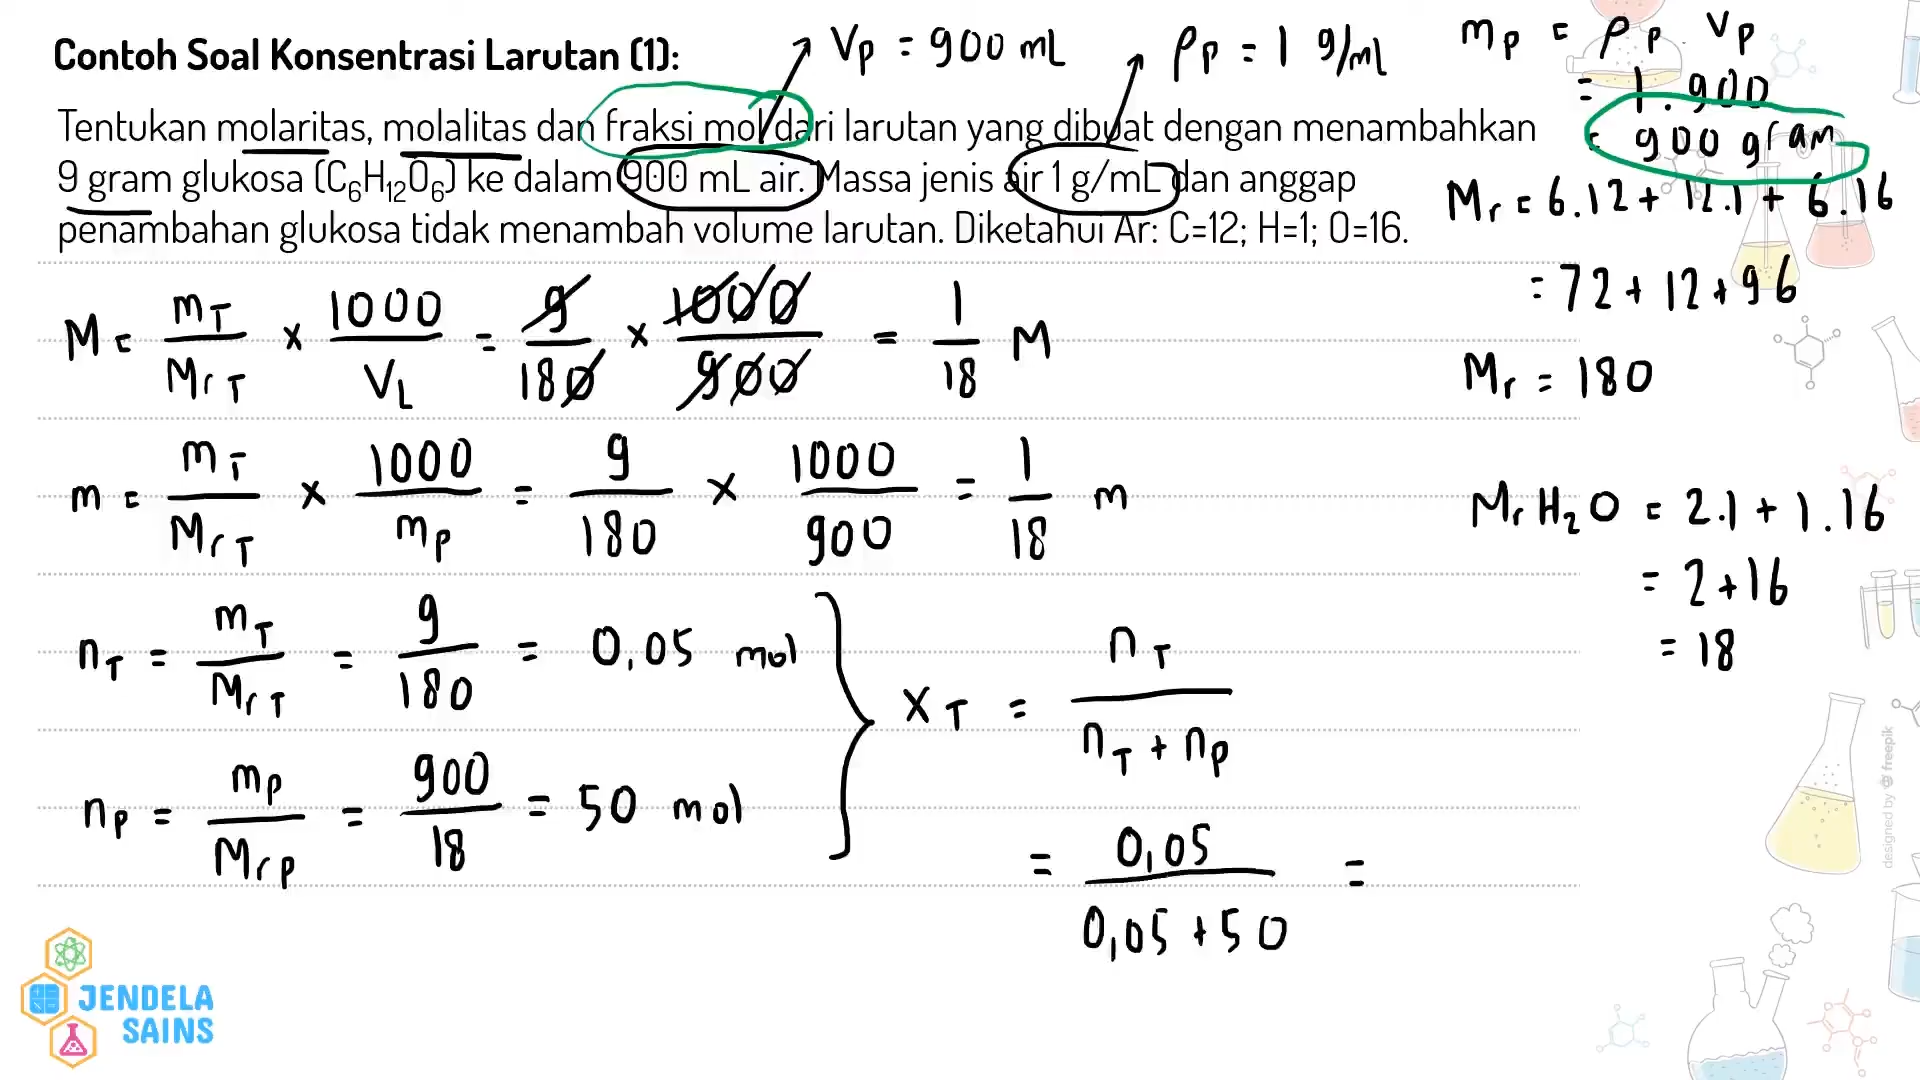 Contoh Soal Konsentrasi Larutan (1):
Vp = 900 mL
ρp = 1 g/mL
mp = ρp . Vp
= 1 . 900
= 900 gram
Tentukan molaritas, molalitas dan fraksi mol dari larutan yang dibuat dengan menambahkan
9 gram glukosa (C₆H₁₂O₆) ke dalam 900 mL air. Massa jenis air 1 g/mL dan anggap
penambahan glukosa tidak menambah volume larutan. Diketahui Ar: C=12; H=1; O=16.
Mr = 6.12 + 12.1 + 6.16
= 72 + 12 + 96
Mr = 180
M = mT/MrT × 1000/VL = 9/180 × 1000/900 = 1/18 M
m = mT/MrT × 1000/mp = 9/180 × 1000/900 = 1/18 m
Mr H₂O = 2.1 + 1.16
= 2 + 16
= 18
nT = mT/MrT = 9/180 = 0,05 mol
np = mp/Mrp = 900/18 = 50 mol
XT = nT/(nT + np)
= 0,05/(0,05 + 50) =
designed by freepik
JENDELA
SAINS